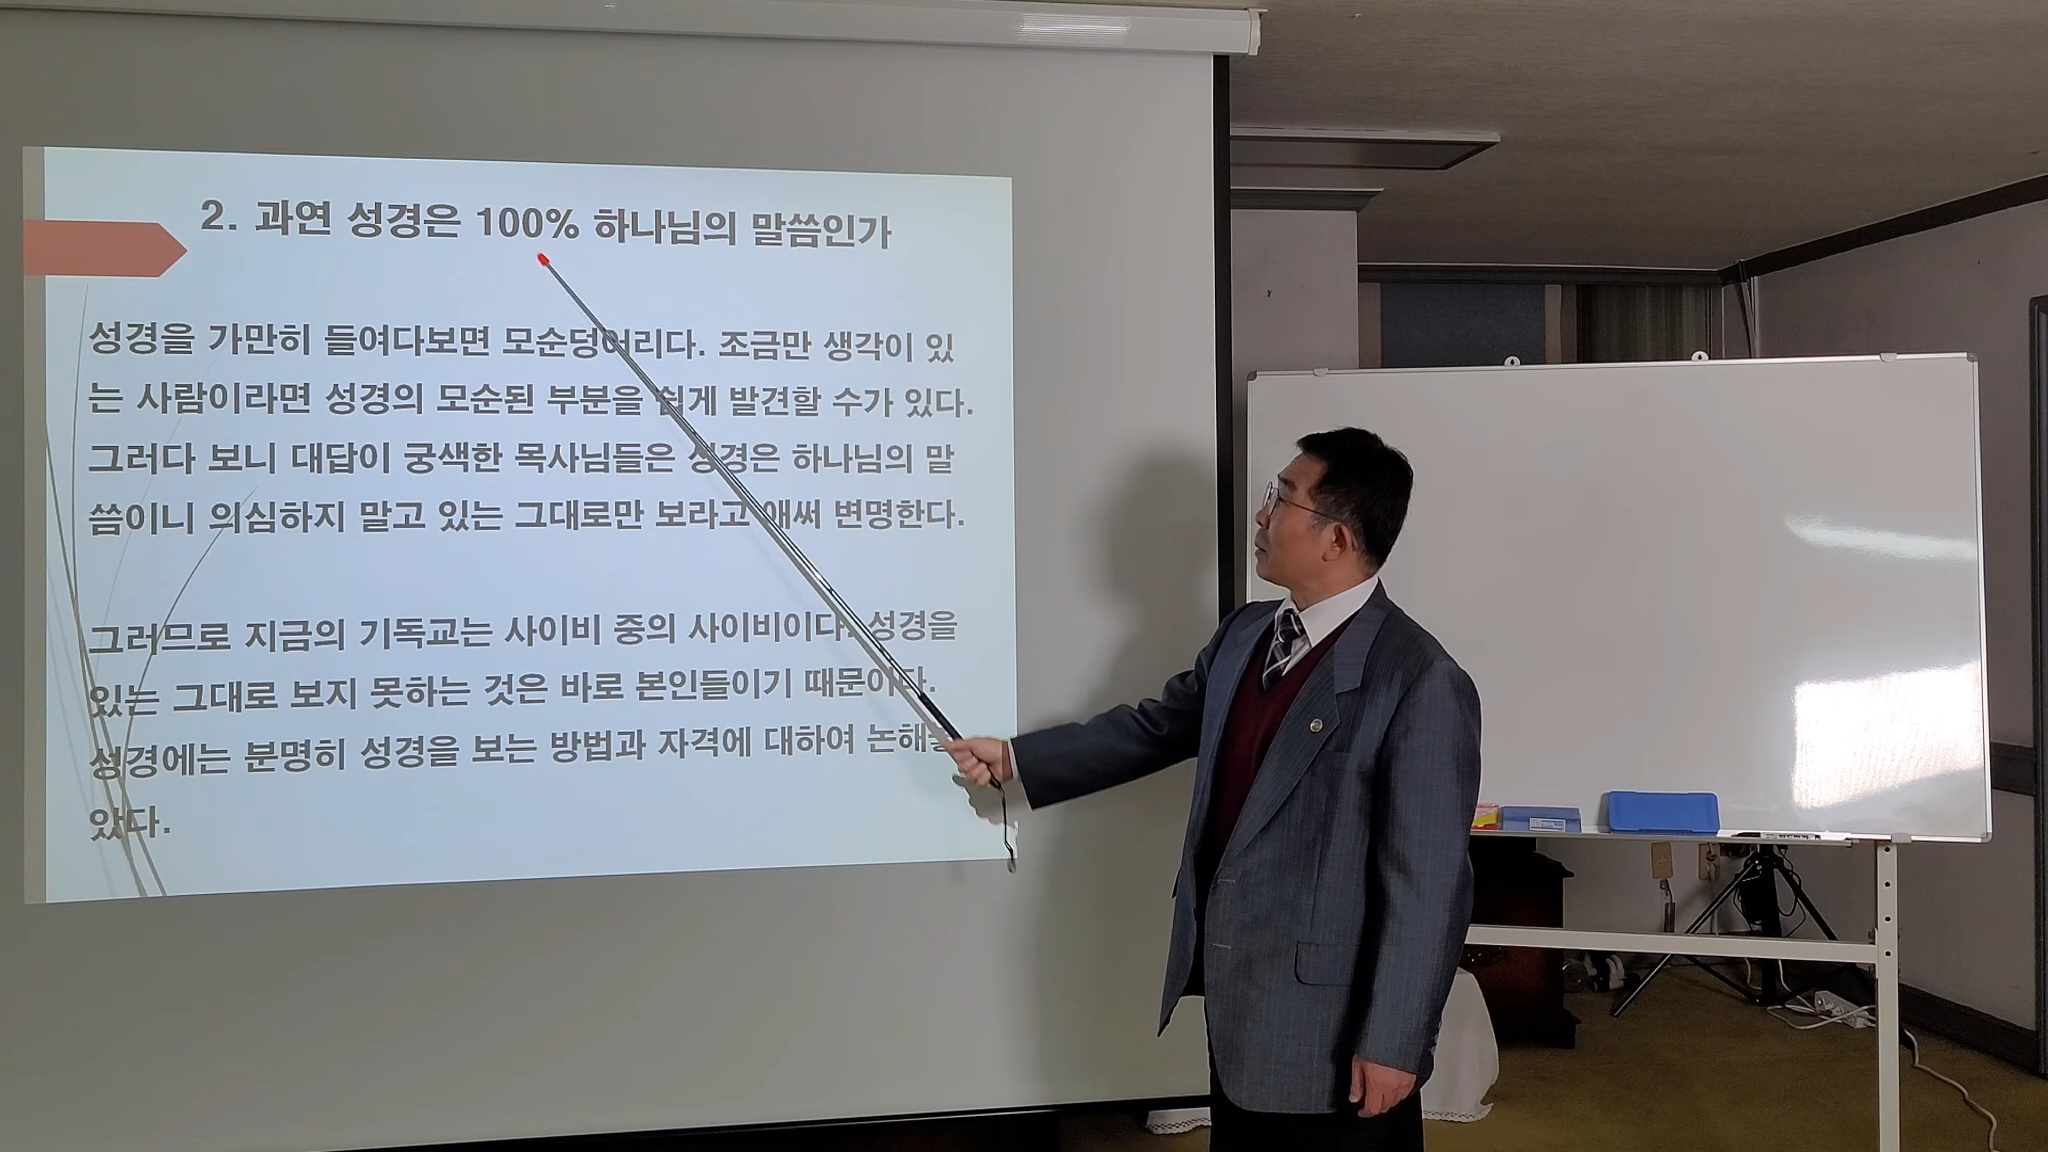 2. 과연 성경은 100% 하나님의 말씀인가
성경을 가만히 들여다보면 모순덩어리다. 조금만 생각이 있
는 사람이라면 성경의 모순된 부분을 쉽게 발견할 수가 있다.
그러다 보니 대답이 궁색한 목사님들은 성경은 하나님의 말
씀이니 의심하지 말고 있는 그대로만 보라고 애써 변명한다.
그러므로 지금의 기독교는 사이비 중의 사이비이다. 성경을
있는 그대로 보지 못하는 것은 바로 본인들이기 때문이다.
성경에는 분명히 성경을 보는 방법과 자격에 대하여 논해놓
았다.